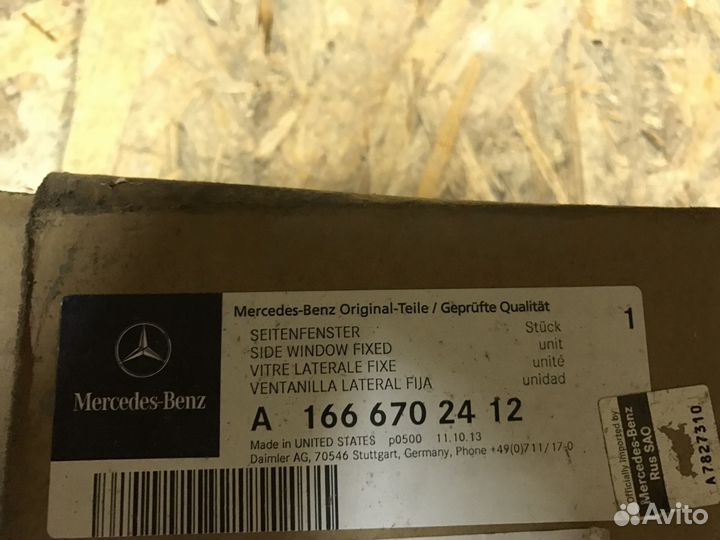 Mercedes-Benz Original-Teile / Geprüfte Qualität
SEITENFENSTER Stück 1
SIDE WINDOW FIXED unit
VITRE LATERALE FIXE unité
VENTANILLA LATERAL FIJA unidad
A 166 670 24 12
Made in UNITED STATES p0500 11.10.13
Daimler AG, 70546 Stuttgart, Germany, Phone +49(0)711/17-0
Mercedes-Benz
Officially imported by
Mercedes-Benz
Rus SAO
A7827310
Avito